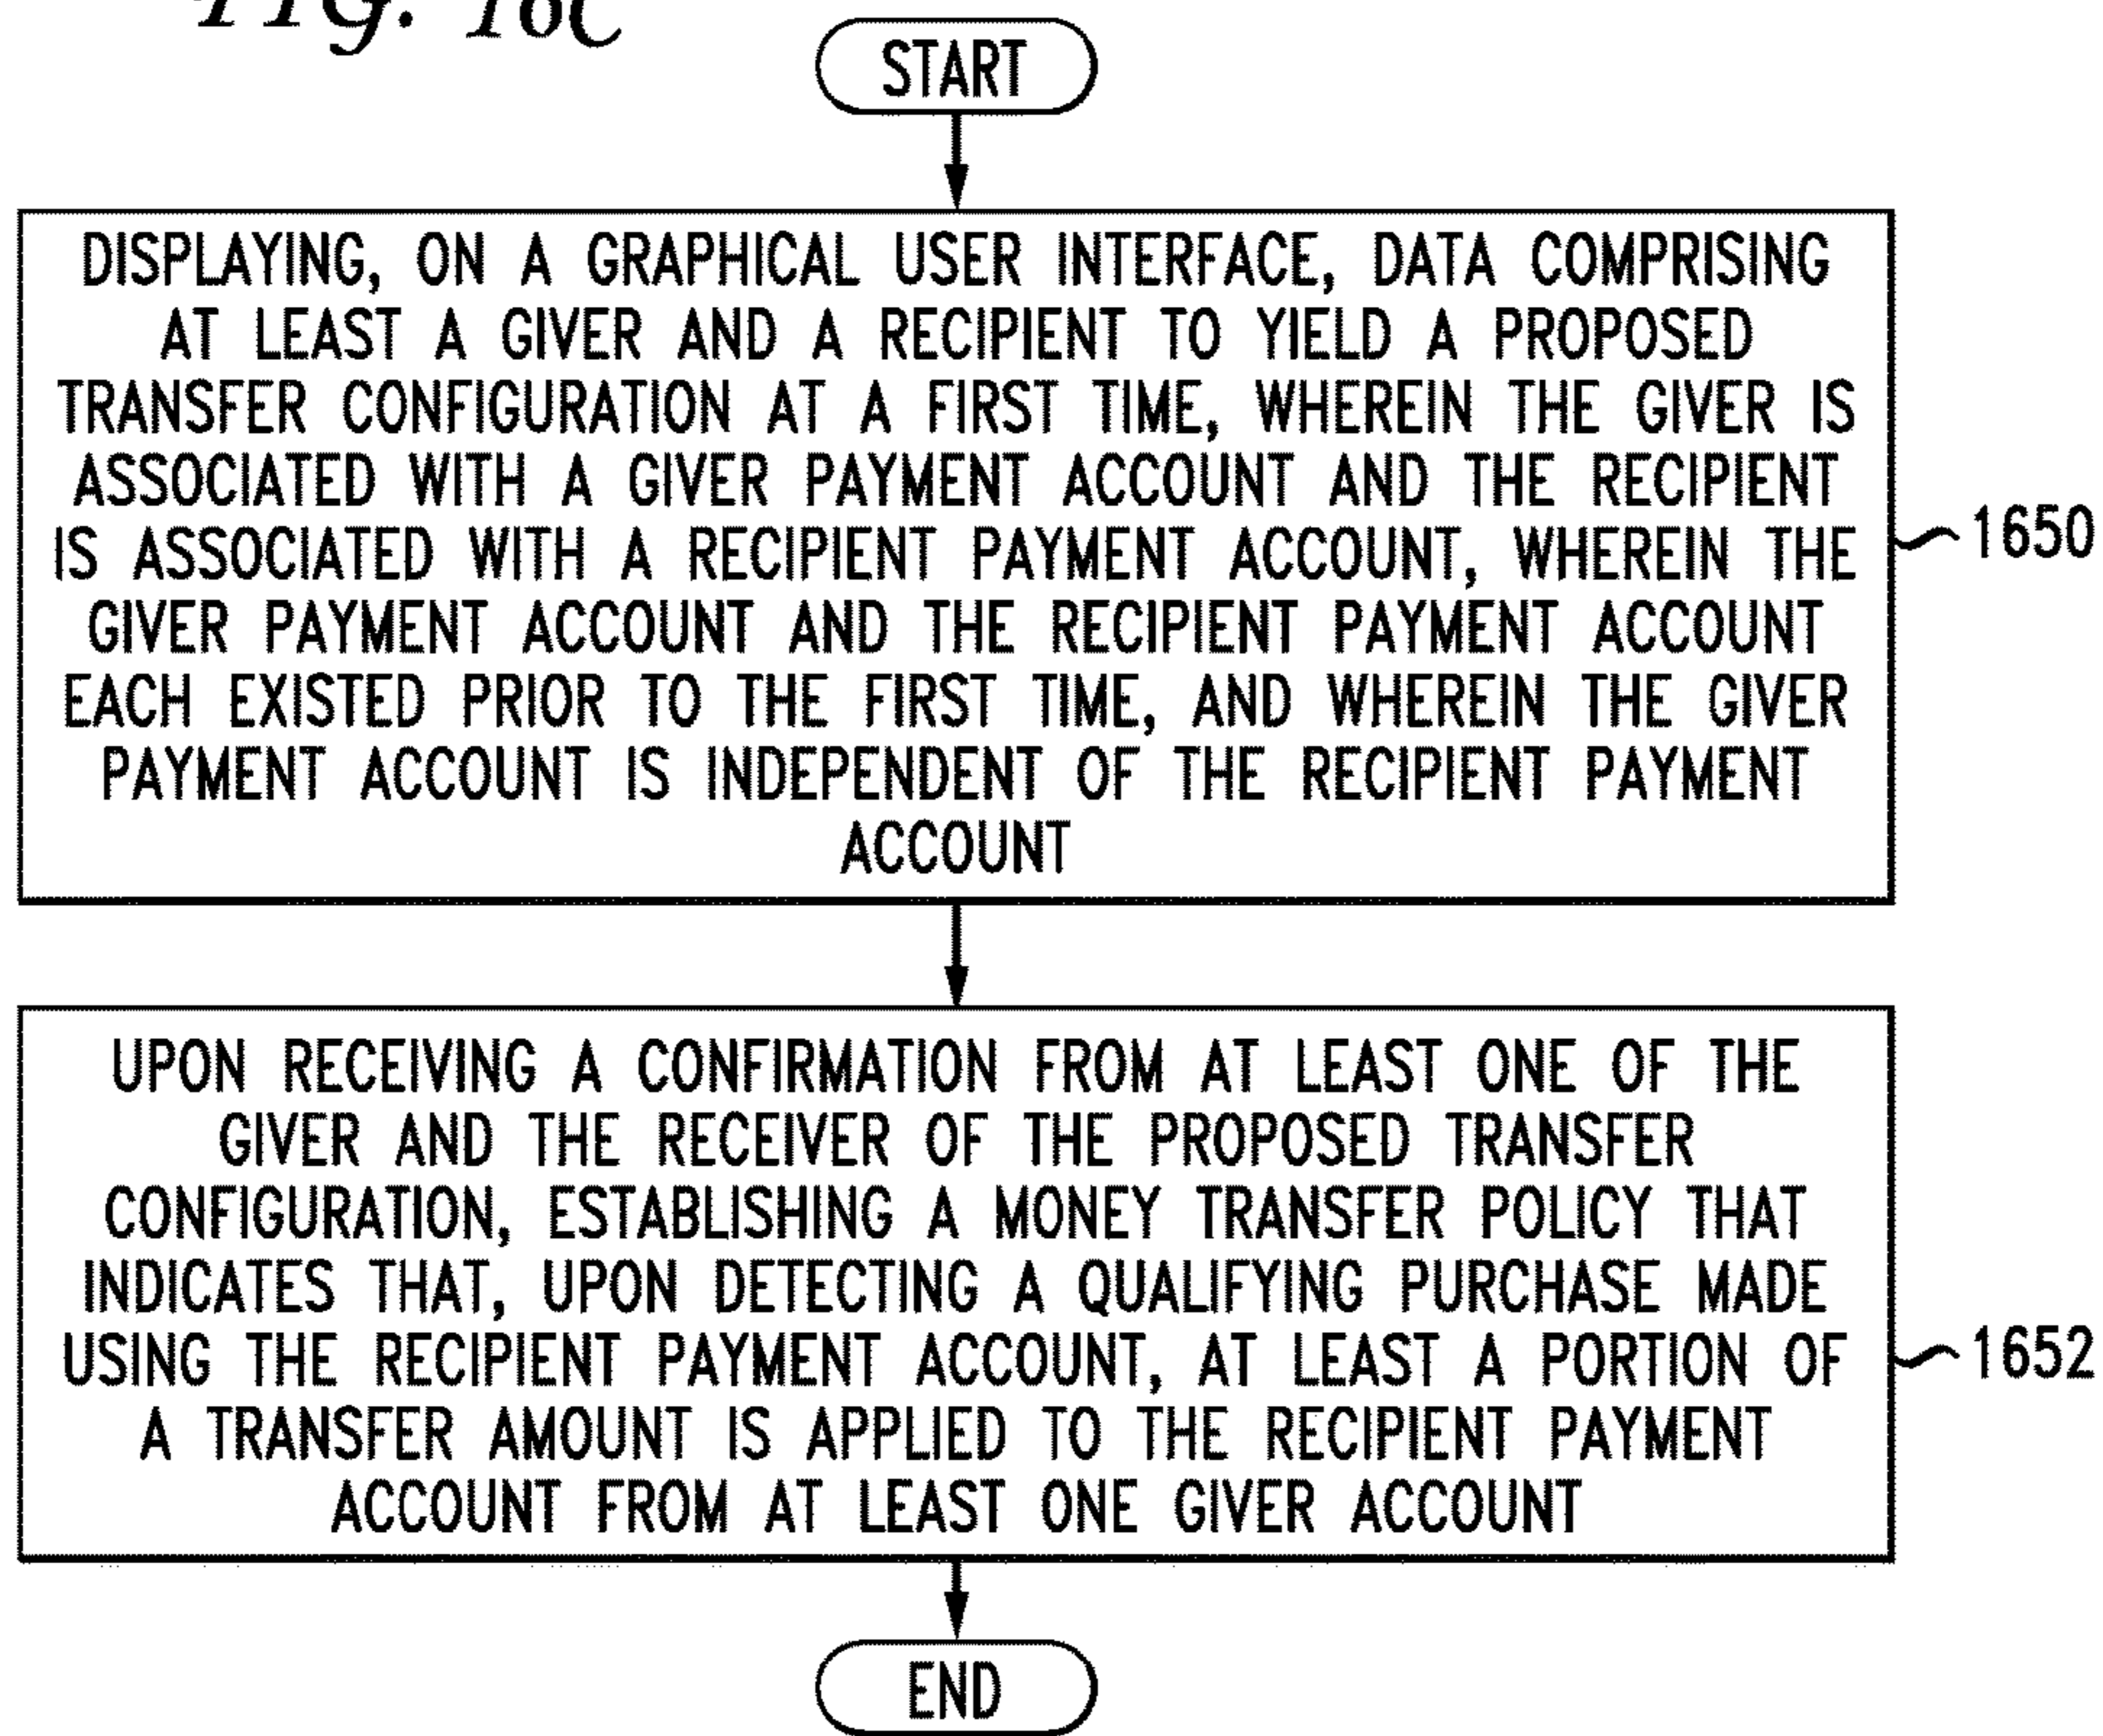 FIG. 16C
START
DISPLAYING, ON A GRAPHICAL USER INTERFACE, DATA COMPRISING
AT LEAST A GIVER AND A RECIPIENT TO YIELD A PROPOSED
TRANSFER CONFIGURATION AT A FIRST TIME, WHEREIN THE GIVER IS
ASSOCIATED WITH A GIVER PAYMENT ACCOUNT AND THE RECIPIENT
IS ASSOCIATED WITH A RECIPIENT PAYMENT ACCOUNT, WHEREIN THE
GIVER PAYMENT ACCOUNT AND THE RECIPIENT PAYMENT ACCOUNT
EACH EXISTED PRIOR TO THE FIRST TIME, AND WHEREIN THE GIVER
PAYMENT ACCOUNT IS INDEPENDENT OF THE RECIPIENT PAYMENT
ACCOUNT
1650
UPON RECEIVING A CONFIRMATION FROM AT LEAST ONE OF THE
GIVER AND THE RECEIVER OF THE PROPOSED TRANSFER
CONFIGURATION, ESTABLISHING A MONEY TRANSFER POLICY THAT
INDICATES THAT, UPON DETECTING A QUALIFYING PURCHASE MADE
USING THE RECIPIENT PAYMENT ACCOUNT, AT LEAST A PORTION OF
A TRANSFER AMOUNT IS APPLIED TO THE RECIPIENT PAYMENT
ACCOUNT FROM AT LEAST ONE GIVER ACCOUNT
1652
END